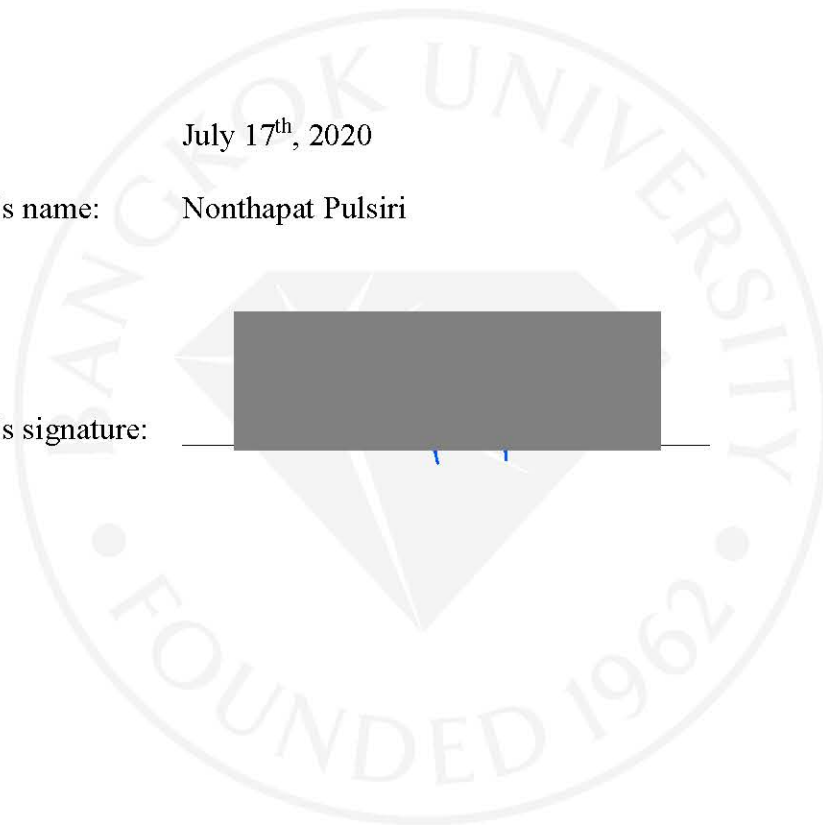 July 17th, 2020
s name: Nonthapat Pulsiri
s signature:
BANGKOK UNIVERSITY
FOUNDED 1962